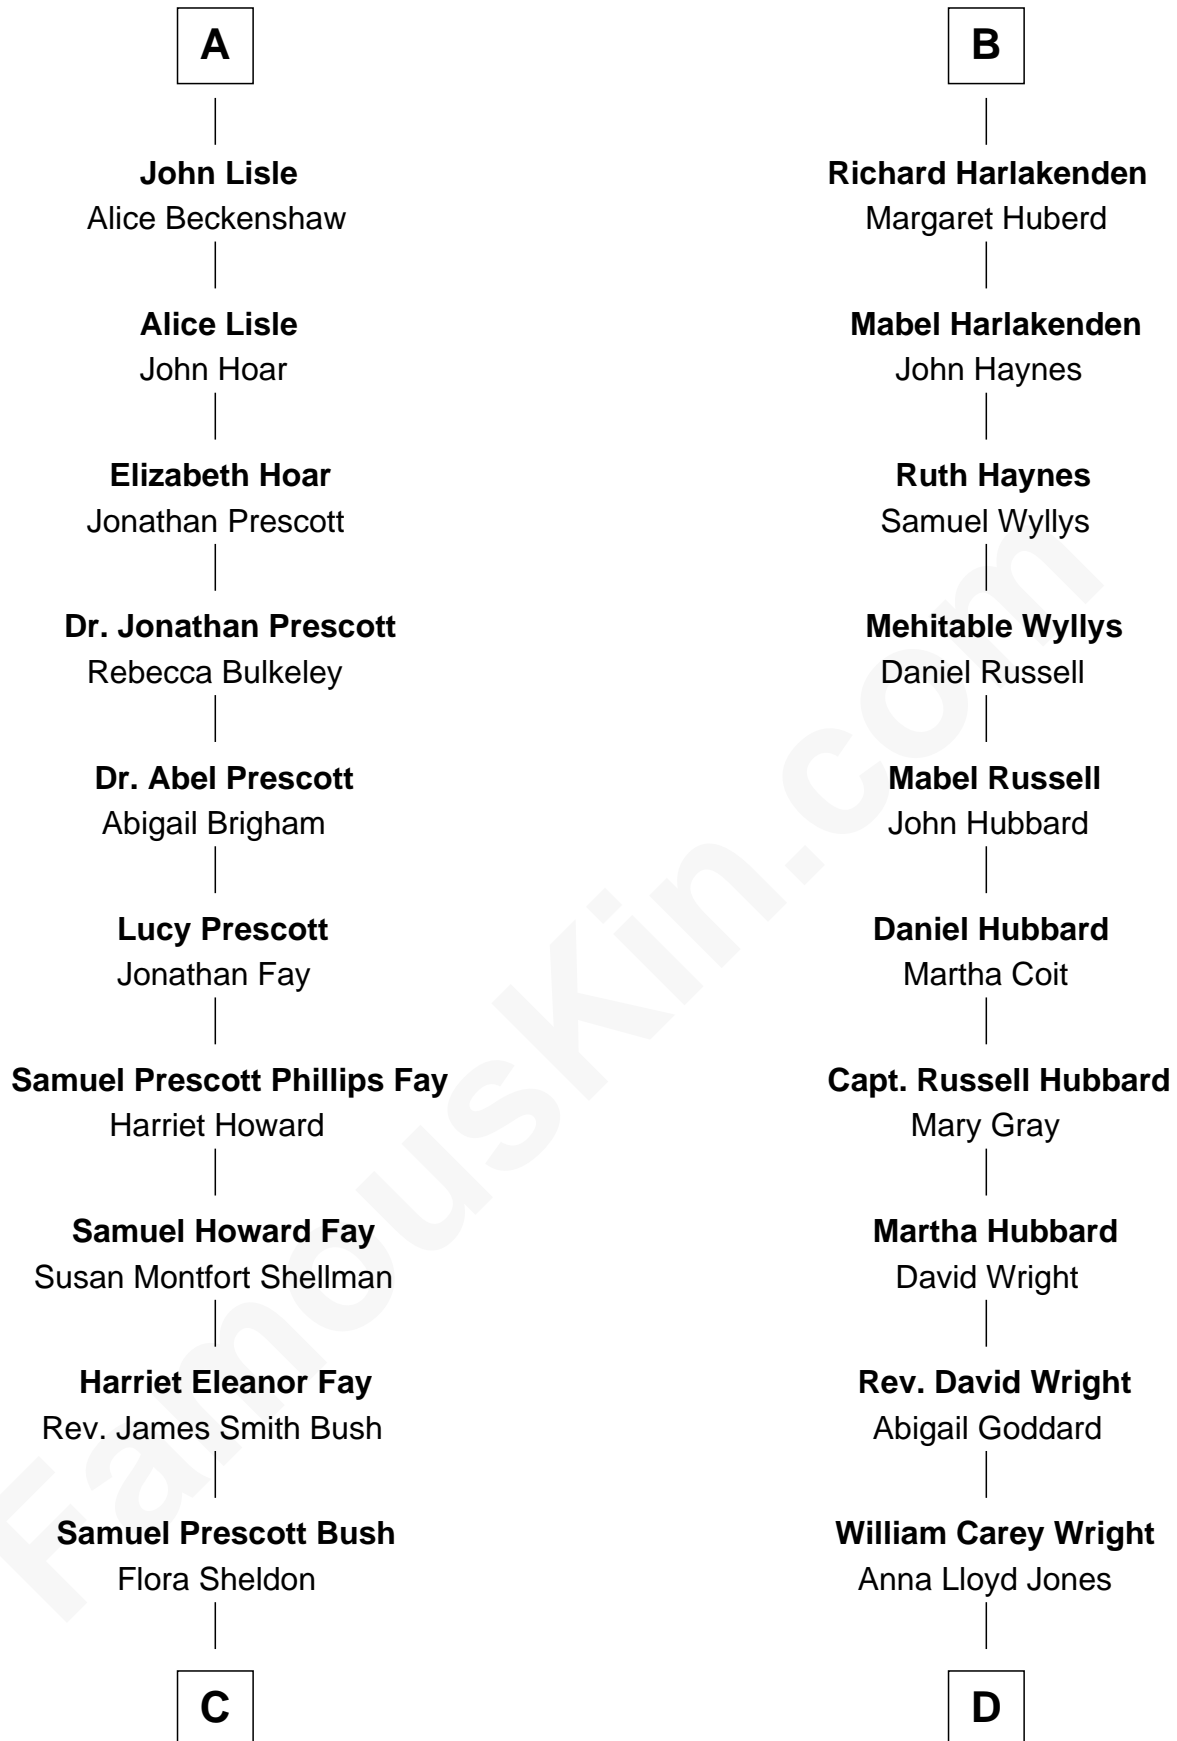 A
John Lisle
Alice Beckenshaw
Alice Lisle
John Hoar
Elizabeth Hoar
Jonathan Prescott
Dr. Jonathan Prescott
Rebecca Bulkeley
Dr. Abel Prescott
Abigail Brigham
Lucy Prescott
Jonathan Fay
Samuel Prescott Phillips Fay
Harriet Howard
Samuel Howard Fay
Susan Montfort Shellman
Harriet Eleanor Fay
Rev. James Smith Bush
Samuel Prescott Bush
Flora Sheldon
C
B
Richard Harlakenden
Margaret Huberd
Mabel Harlakenden
John Haynes
Ruth Haynes
Samuel Wyllys
Mehitable Wyllys
Daniel Russell
Mabel Russell
John Hubbard
Daniel Hubbard
Martha Coit
Capt. Russell Hubbard
Mary Gray
Martha Hubbard
David Wright
Rev. David Wright
Abigail Goddard
William Carey Wright
Anna Lloyd Jones
D
FamousKin.com